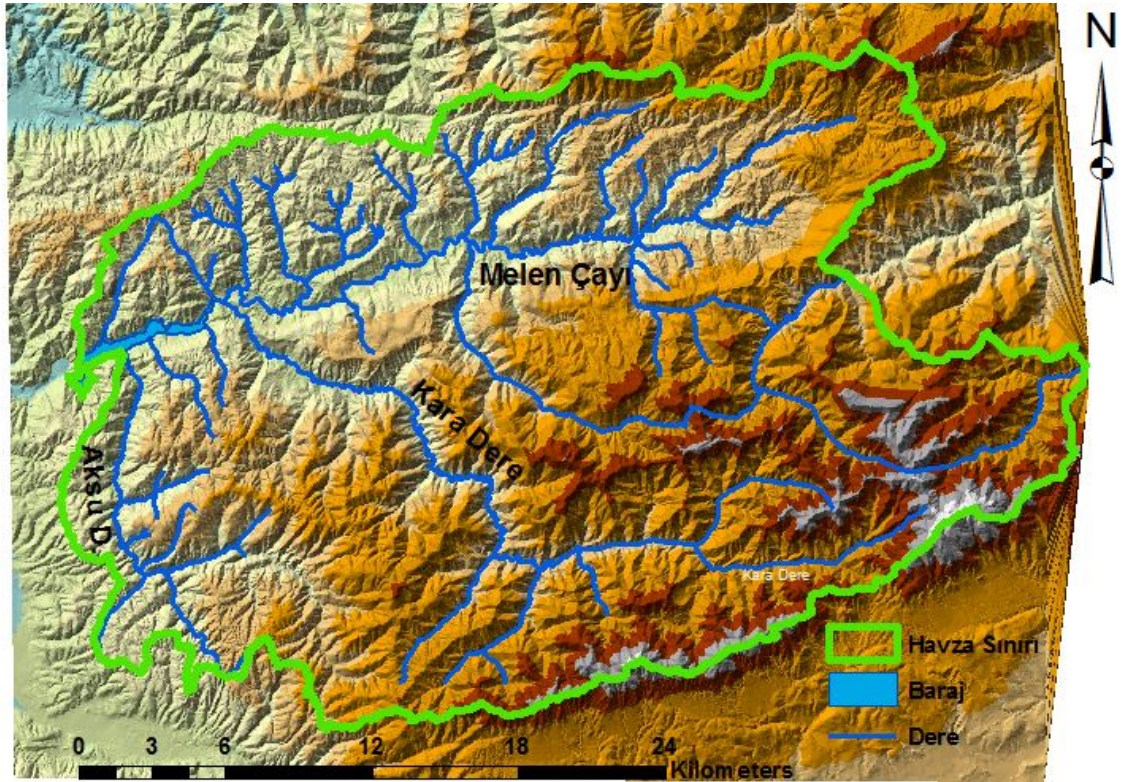 N
Melen Çayı
Kara Dere
Aksu D
Kara Dere
Havza Sınırı
Baraj
Dere
0 3 6 12 18 24
Kilometers